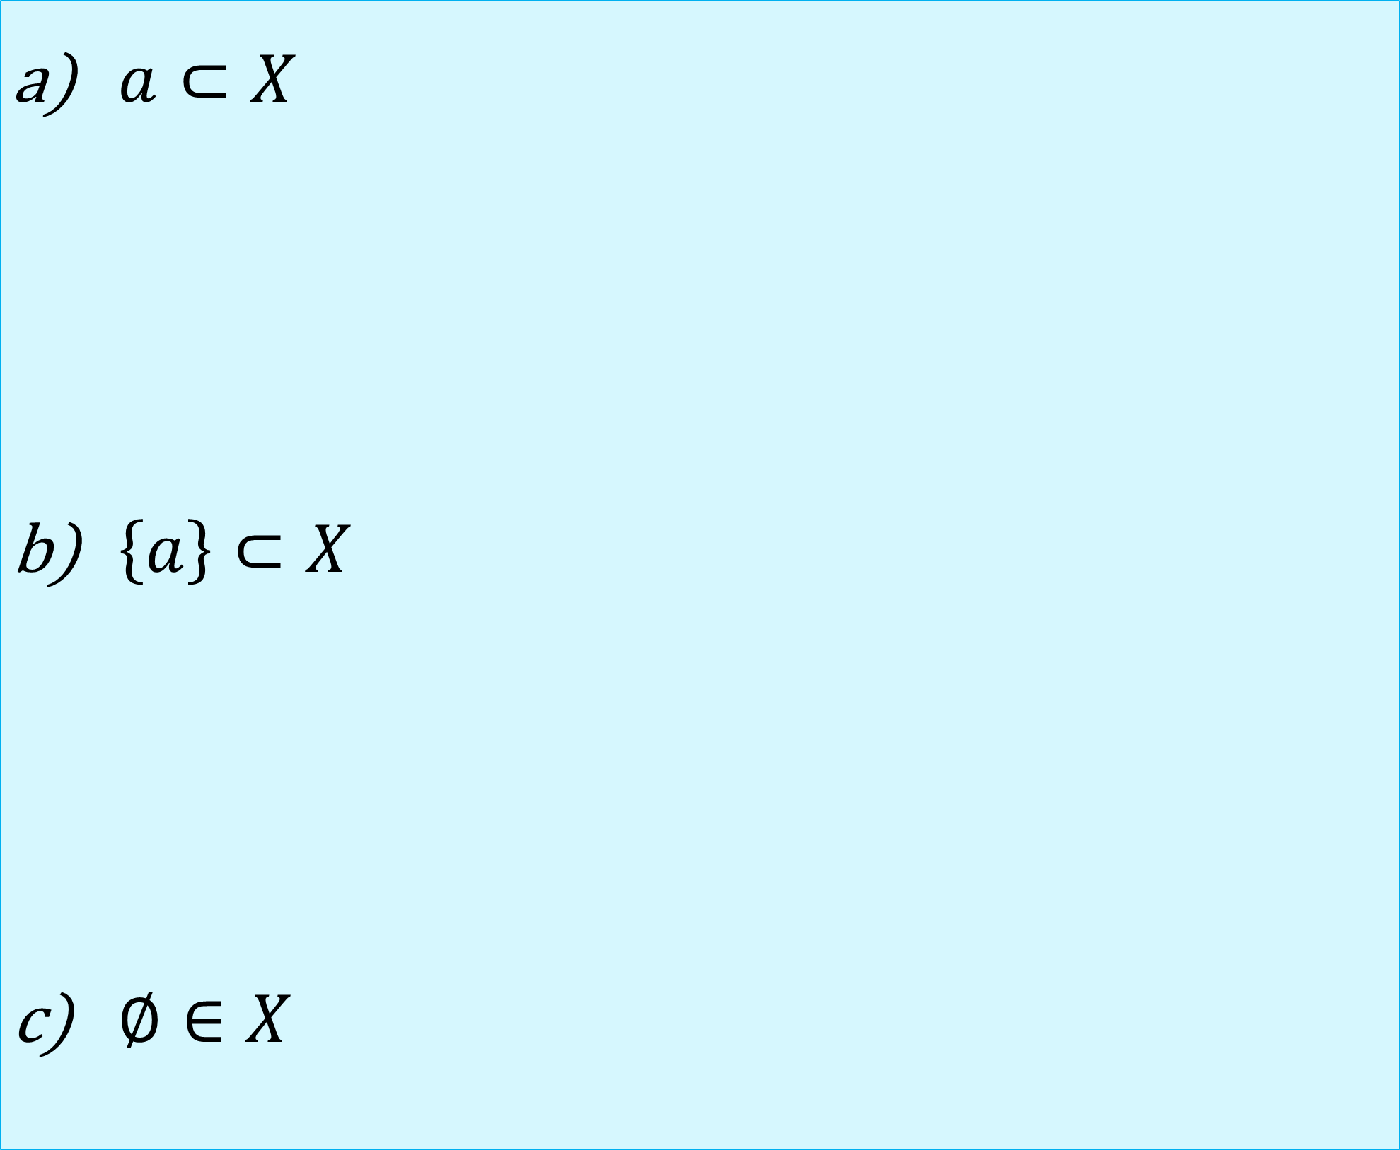 a) a ⊂ X
b) {a} ⊂ X
c) ∅ ∈ X